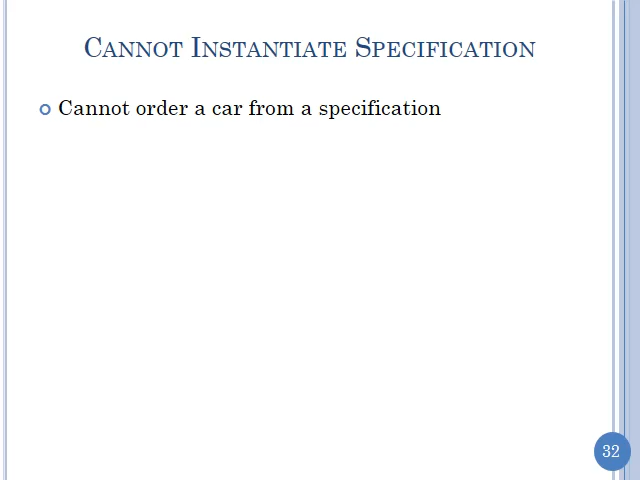 Cannot Instantiate Specification
Cannot order a car from a specification
32